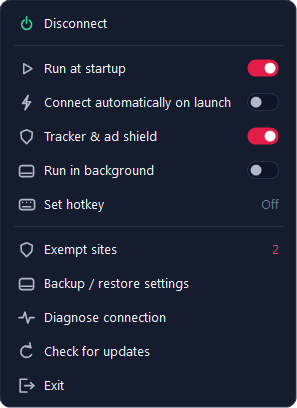 Disconnect
Run at startup
Connect automatically on launch
Tracker & ad shield
Run in background
Set hotkey Off
Exempt sites 2
Backup / restore settings
Diagnose connection
Check for updates
Exit